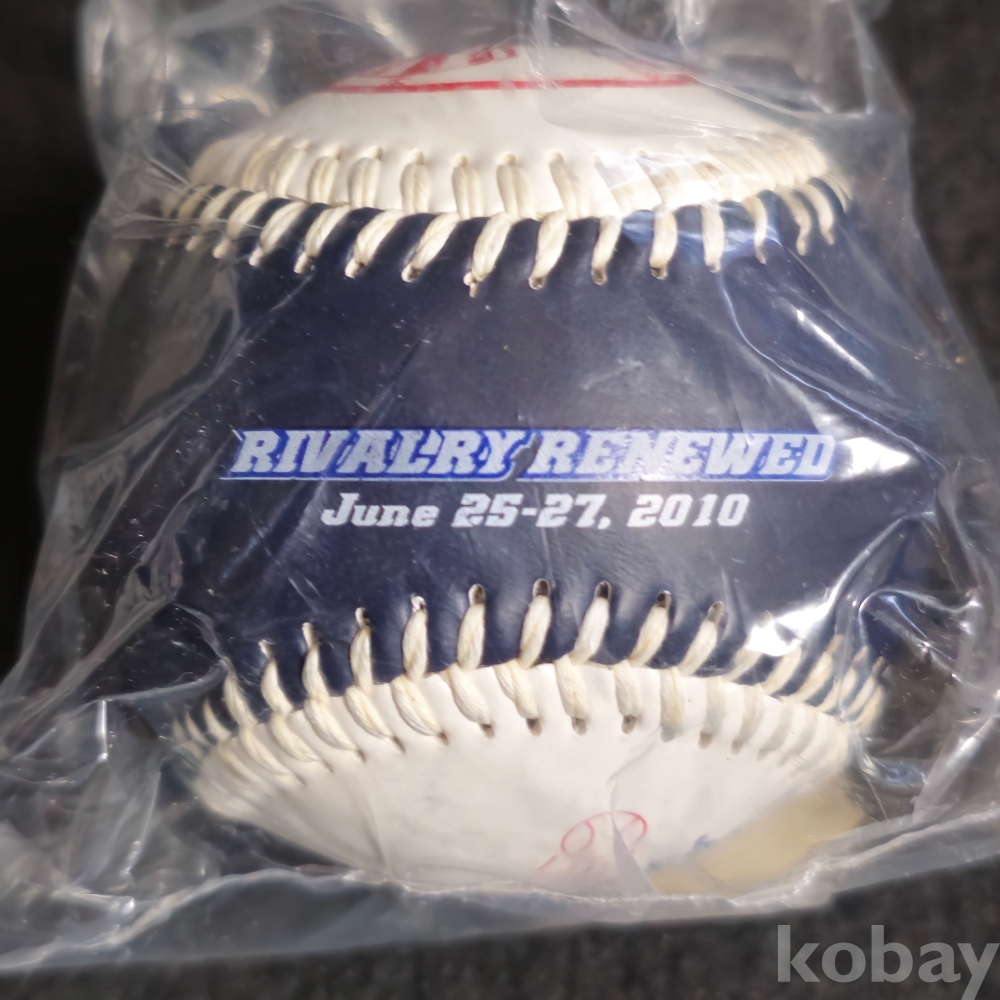 RIVALRY RENEWED
June 25-27, 2010
kobay